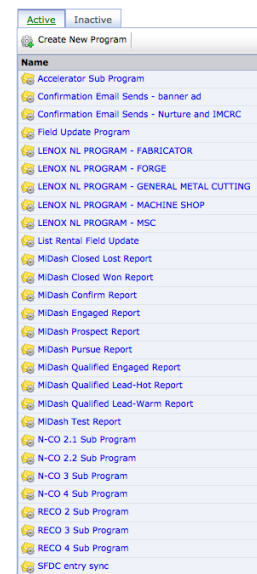 Active Inactive
Create New Program
Name
Accelerator Sub Program
Confirmation Email Sends - banner ad
Confirmation Email Sends - Nurture and IMCRC
Field Update Program
LENOX NL PROGRAM - FABRICATOR
LENOX NL PROGRAM - FORGE
LENOX NL PROGRAM - GENERAL METAL CUTTING
LENOX NL PROGRAM - MACHINE SHOP
LENOX NL PROGRAM - MSC
List Rental Field Update
MiDash Closed Lost Report
MiDash Closed Won Report
MiDash Confirm Report
MiDash Engaged Report
MiDash Prospect Report
MiDash Pursue Report
MiDash Qualified Engaged Report
MiDash Qualified Lead-Hot Report
MiDash Qualified Lead-Warm Report
MiDash Test Report
N-CO 2.1 Sub Program
N-CO 2.2 Sub Program
N-CO 3 Sub Program
N-CO 4 Sub Program
RECO 2 Sub Program
RECO 3 Sub Program
RECO 4 Sub Program
SFDC entry sync